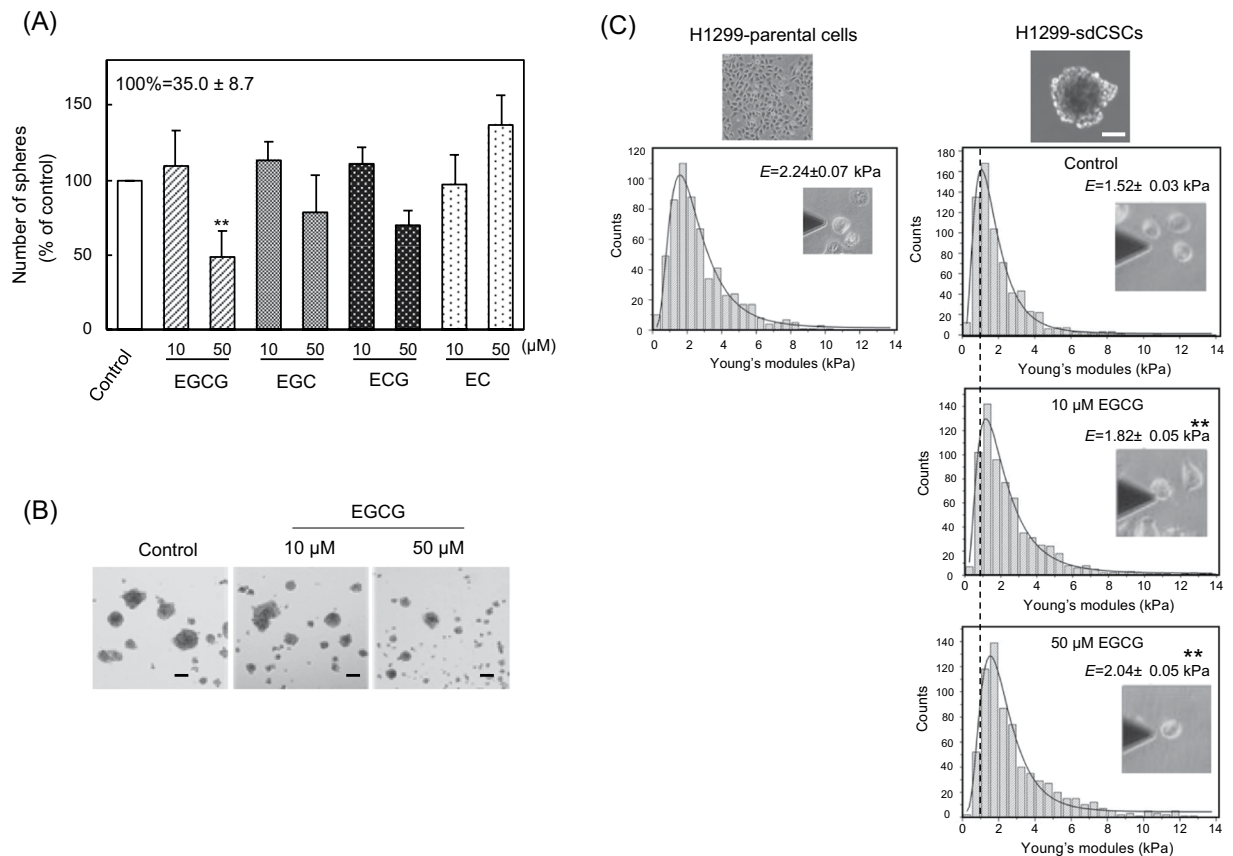 (A)
100%=35.0 ± 8.7
Number of spheres
(% of control)
150
100
50
0
Control
10 50 10 50 10 50 10 50 (μM)
EGCG EGC ECG EC
**
(B)
EGCG
Control 10 μM 50 μM
(C)
H1299-parental cells
E=2.24±0.07 kPa
Counts
120
100
80
60
40
20
0
0 2 4 6 8 10 12 14
Young's modules (kPa)
H1299-sdCSCs
Control
E=1.52± 0.03 kPa
Counts
180
160
140
120
100
80
60
40
20
0
0 2 4 6 8 10 12 14
Young's modules (kPa)
10 μM EGCG
**
E=1.82± 0.05 kPa
Counts
140
120
100
80
60
40
20
0
0 2 4 6 8 10 12 14
Young's modules (kPa)
50 μM EGCG
**
E=2.04± 0.05 kPa
Counts
140
120
100
80
60
40
20
0
0 2 4 6 8 10 12 14
Young's modules (kPa)